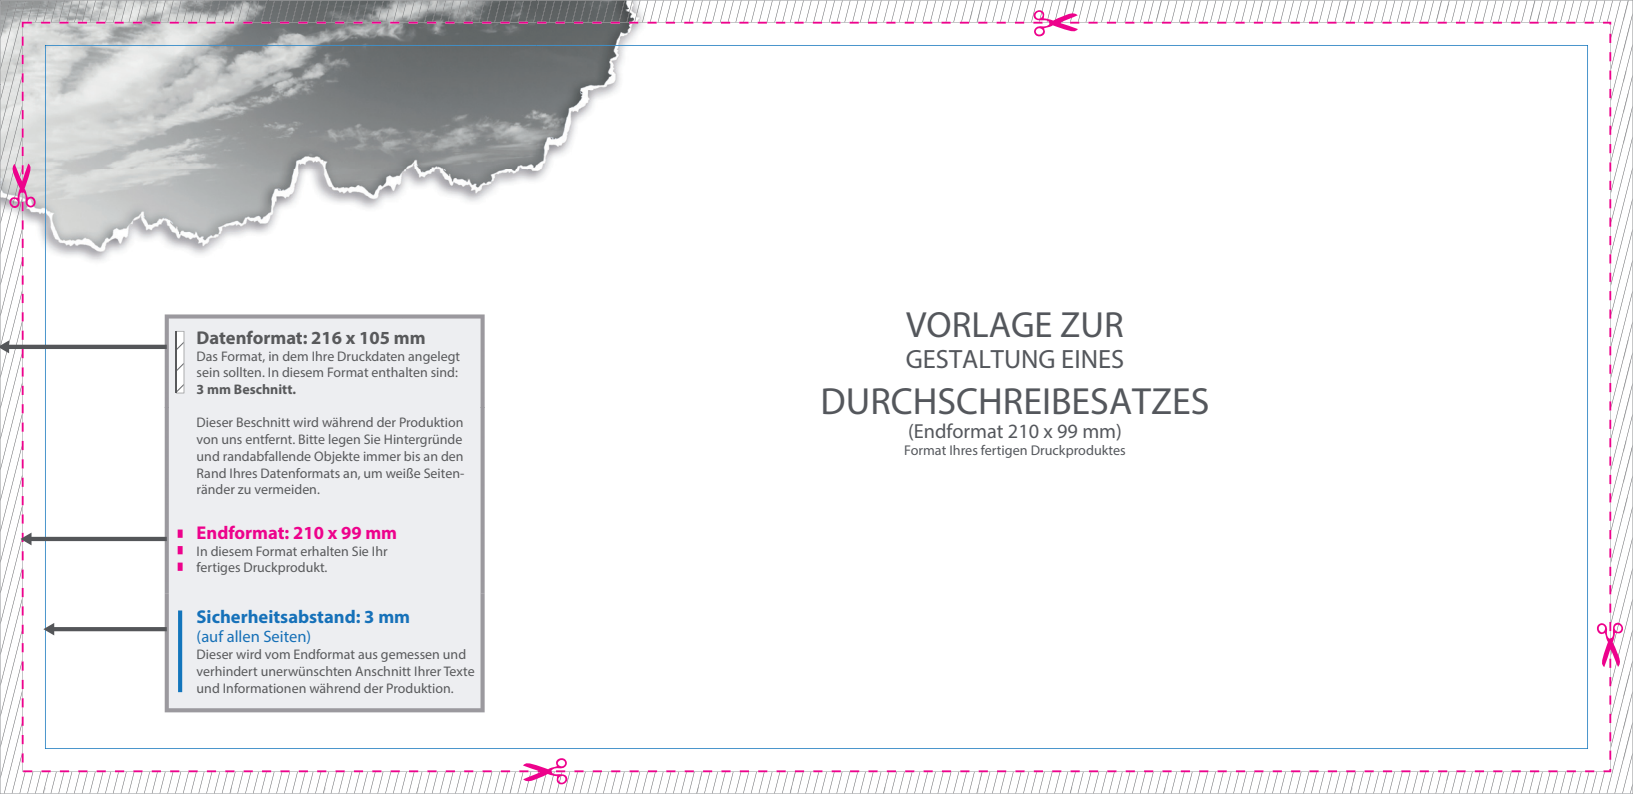 Datenformat: 216 x 105 mm
Das Format, in dem Ihre Druckdaten angelegt
sein sollten. In diesem Format enthalten sind:
3 mm Beschnitt.
Dieser Beschnitt wird während der Produktion
von uns entfernt. Bitte legen Sie Hintergründe
und randabfallende Objekte immer bis an den
Rand Ihres Datenformats an, um weiße Seiten-
ränder zu vermeiden.
Endformat: 210 x 99 mm
In diesem Format erhalten Sie Ihr
fertiges Druckprodukt.
Sicherheitsabstand: 3 mm
(auf allen Seiten)
Dieser wird vom Endformat aus gemessen und
verhindert unerwünschten Anschnitt Ihrer Texte
und Informationen während der Produktion.
VORLAGE ZUR
GESTALTUNG EINES
DURCHSCHREIBESATZES
(Endformat 210 x 99 mm)
Format Ihres fertigen Druckproduktes